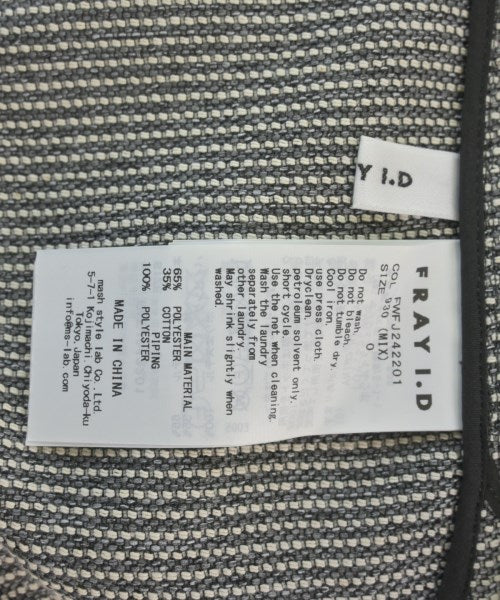 Y I.D
FRAY I.D
FWFJ242201
COL 930 (MIX)
SIZE 0
Do not wash.
Do not bleach.
Do not tumble dry.
Cool iron.
use press cloth.
Dryclean.
petroleum solvent only.
short cycle.
Use the net when cleaning.
Wash the laundry
separately from
other laundry.
May shrink slightly when
washed.
MAIN MATERIAL
65% POLYESTER
35% COTTON
PIPING
100% POLYESTER
MADE IN CHINA
mash style lab Co., Ltd.
5-7-1 Kojimachi, Chiyoda-ku
Tokyo, Japan
info@ms-lab.com